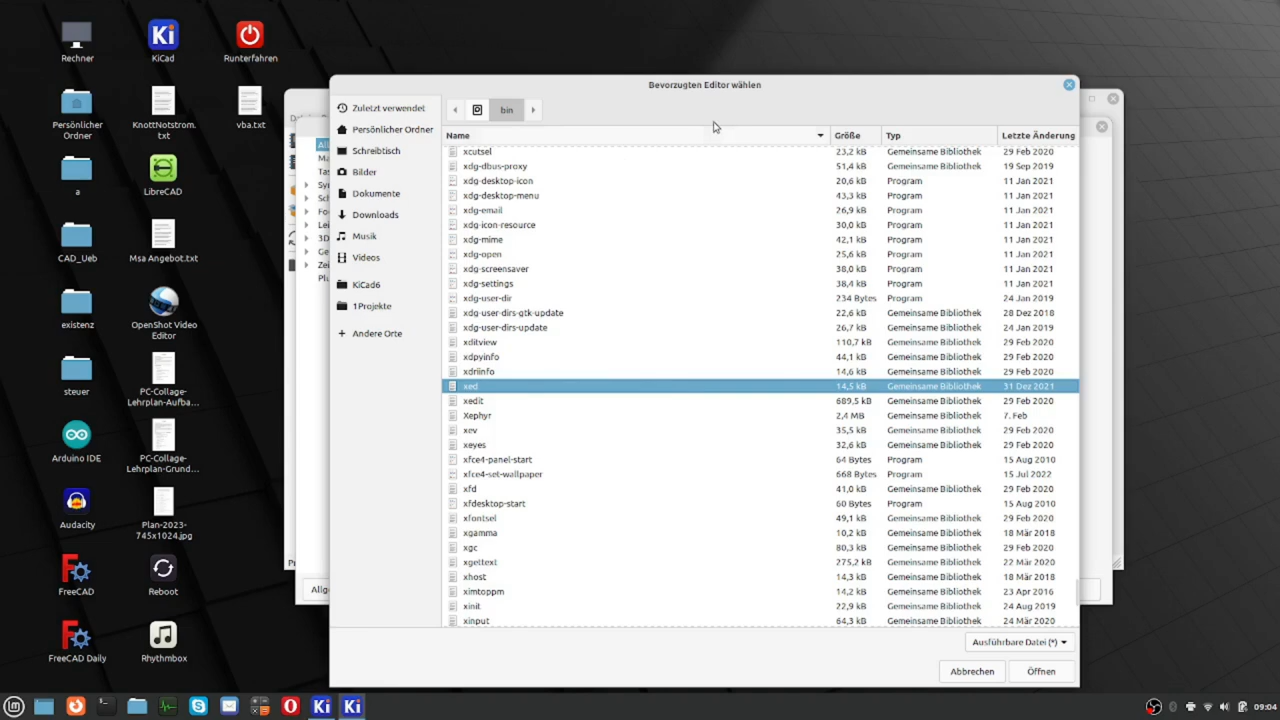 Rechner
KiCad
Runterfahren
Persönlicher
Ordner
KnottNotstrom.
txt
vba.txt
a
LibreCAD
CAD_Ueb
Msa Angebot.txt
existenz
OpenShot Video
Editor
steuer
PC-Collage-
Lehrplan-Aufba...
Arduino IDE
PC-Collage-
Lehrplan-Grund...
Audacity
Plan-2023-
745x1024.jpg
FreeCAD
Reboot
FreeCAD Daily
Rhythmbox
Bevorzugten Editor wählen
Zuletzt verwendet
Persönlicher Ordner
Schreibtisch
Bilder
Dokumente
Downloads
Musik
Videos
KiCad6
1Projekte
Andere Orte
bin
Name Größe Typ Letzte Änderung
xcutsel 23,2 kB Gemeinsame Bibliothek 29 Feb 2020
xdg-dbus-proxy 51,4 kB Gemeinsame Bibliothek 19 Sep 2019
xdg-desktop-icon 20,6 kB Program 11 Jan 2021
xdg-desktop-menu 43,3 kB Program 11 Jan 2021
xdg-email 26,9 kB Program 11 Jan 2021
xdg-icon-resource 30,0 kB Program 11 Jan 2021
xdg-mime 42,1 kB Program 11 Jan 2021
xdg-open 25,6 kB Program 11 Jan 2021
xdg-screensaver 38,0 kB Program 11 Jan 2021
xdg-settings 38,4 kB Program 11 Jan 2021
xdg-user-dir 234 Bytes Program 24 Jan 2019
xdg-user-dirs-gtk-update 22,6 kB Gemeinsame Bibliothek 28 Dez 2018
xdg-user-dirs-update 26,7 kB Gemeinsame Bibliothek 24 Jan 2019
xditview 110,7 kB Gemeinsame Bibliothek 29 Feb 2020
xdpyinfo 44,1 kB Gemeinsame Bibliothek 29 Feb 2020
xdriinfo 14,6 kB Gemeinsame Bibliothek 29 Feb 2020
xed 14,5 kB Gemeinsame Bibliothek 31 Dez 2021
xedit 689,5 kB Gemeinsame Bibliothek 29 Feb 2020
Xephyr 2,4 MB Gemeinsame Bibliothek 7. Feb
xev 35,5 kB Gemeinsame Bibliothek 29 Feb 2020
xeyes 32,6 kB Gemeinsame Bibliothek 29 Feb 2020
xfce4-panel-start 64 Bytes Program 15 Aug 2010
xfce4-set-wallpaper 668 Bytes Program 15 Jul 2022
xfd 41,0 kB Gemeinsame Bibliothek 29 Feb 2020
xfdesktop-start 60 Bytes Program 15 Aug 2010
xfontsel 49,1 kB Gemeinsame Bibliothek 29 Feb 2020
xgamma 10,2 kB Gemeinsame Bibliothek 18 Mär 2018
xgc 80,3 kB Gemeinsame Bibliothek 29 Feb 2020
xgettext 275,2 kB Gemeinsame Bibliothek 22 Mär 2020
xhost 14,3 kB Gemeinsame Bibliothek 18 Mär 2018
ximtoppm 14,2 kB Gemeinsame Bibliothek 23 Apr 2016
xinit 22,9 kB Gemeinsame Bibliothek 24 Aug 2019
xinput 64,3 kB Gemeinsame Bibliothek 24 Mär 2020
Ausführbare Datei (*)
Abbrechen
Öffnen
09:04